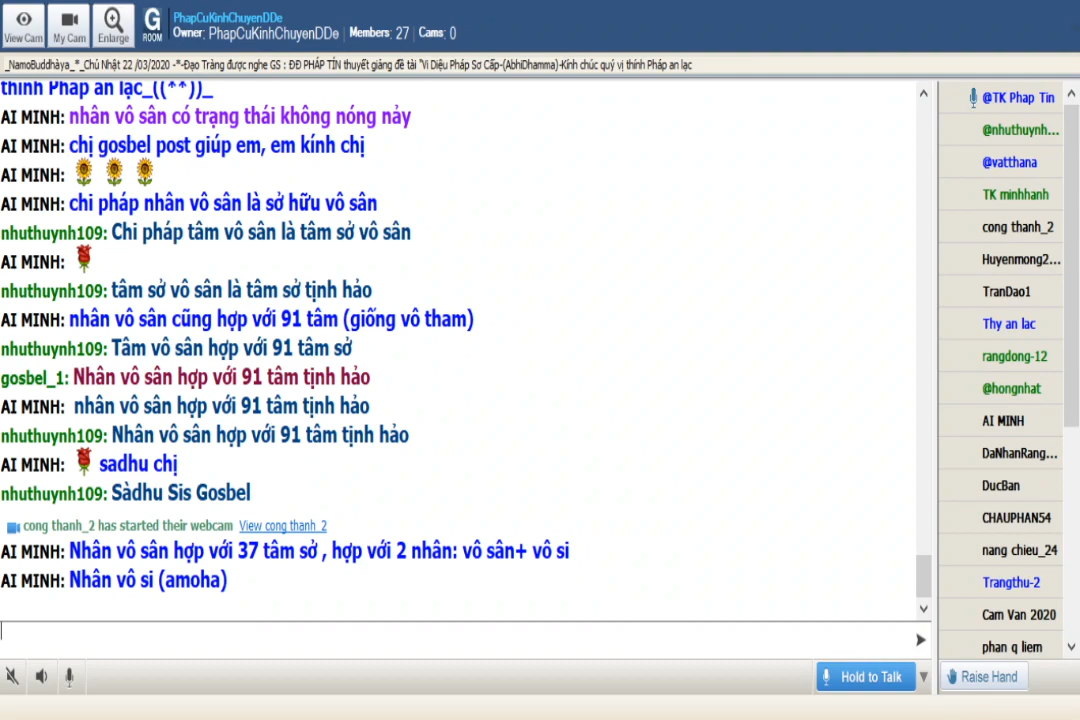 View Cam
My Cam
Enlarge
G
ROOM
PhapCuKinhChuyenDDe
Owner: PhapCuKinhChuyenDDe | Members: 27 | Cams: 0
_NamoBuddhàya_*_Chủ Nhật 22 /03/2020 -*-Đạo Tràng được nghe GS : ĐĐ PHÁP TÍN thuyết giảng đề tài "Vi Diệu Pháp Sơ Cấp-(AbhiDhamma)-Kính chúc quý vị thính Pháp an lạc
thính Pháp an lạc_((**))_
AI MINH: nhân vô sân có trạng thái không nóng nảy
AI MINH: chị gosbel post giúp em, em kính chị
AI MINH:
AI MINH: chi pháp nhân vô sân là sở hữu vô sân
nhuthuynh109: Chi pháp tâm vô sân là tâm sở vô sân
AI MINH:
nhuthuynh109: tâm sở vô sân là tâm sở tịnh hảo
AI MINH: nhân vô sân cũng hợp với 91 tâm (giống vô tham)
nhuthuynh109: Tâm vô sân hợp với 91 tâm sở
gosbel_1: Nhân vô sân hợp với 91 tâm tịnh hảo
AI MINH: nhân vô sân hợp với 91 tâm tịnh hảo
nhuthuynh109: Nhân vô sân hợp với 91 tâm tịnh hảo
AI MINH: sadhu chị
nhuthuynh109: Sàdhu Sis Gosbel
cong thanh_2 has started their webcam View cong thanh_2
AI MINH: Nhân vô sân hợp với 37 tâm sở , hợp với 2 nhân: vô sân+ vô si
AI MINH: Nhân vô si (amoha)
Hold to Talk
@TK Phap Tin
@nhuthuynh...
@vatthana
TK minhhanh
cong thanh_2
Huyenmong2...
TranDao1
Thy an lac
rangdong-12
@hongnhat
AI MINH
DaNhanRang...
DucBan
CHAUPHAN54
nang chieu_24
Trangthu-2
Cam Van 2020
phan q liem
Raise Hand